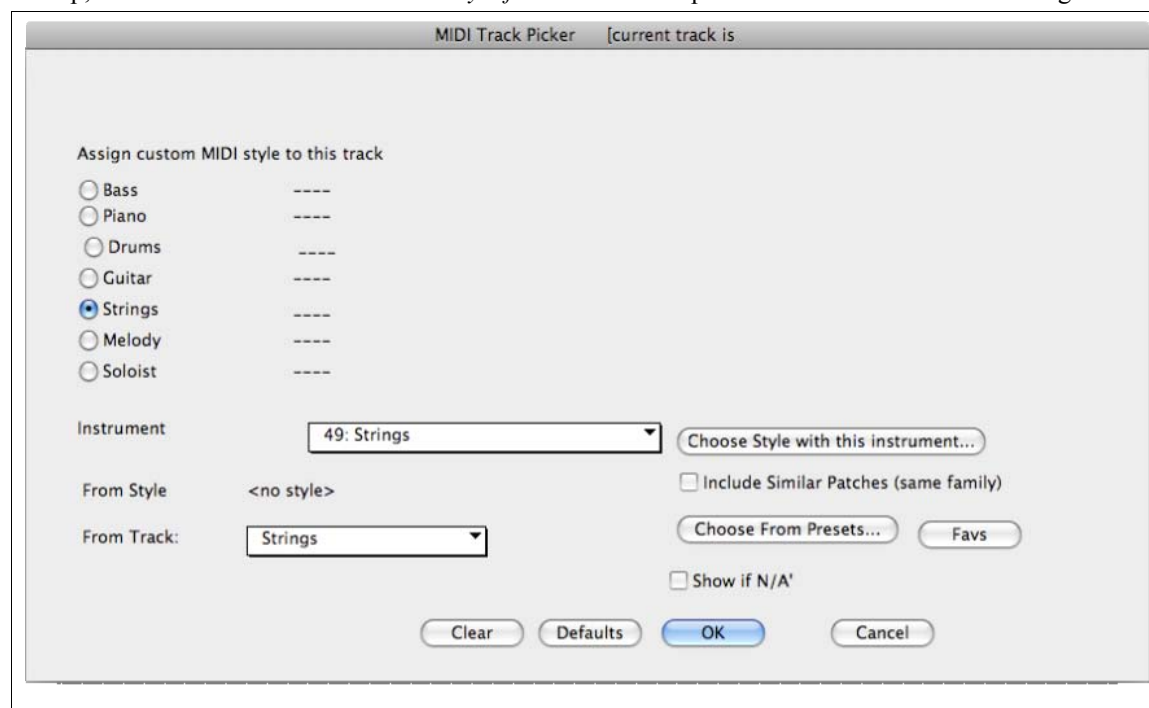 MIDI Track Picker [current track is
Assign custom MIDI style to this track
Bass ----
Piano ----
Drums ----
Guitar ----
Strings ----
Melody ----
Soloist ----
Instrument 49: Strings Choose Style with this instrument...
Include Similar Patches (same family)
From Style <no style>
From Track: Strings Choose From Presets... Favs
Show if N/A'
Clear Defaults OK Cancel